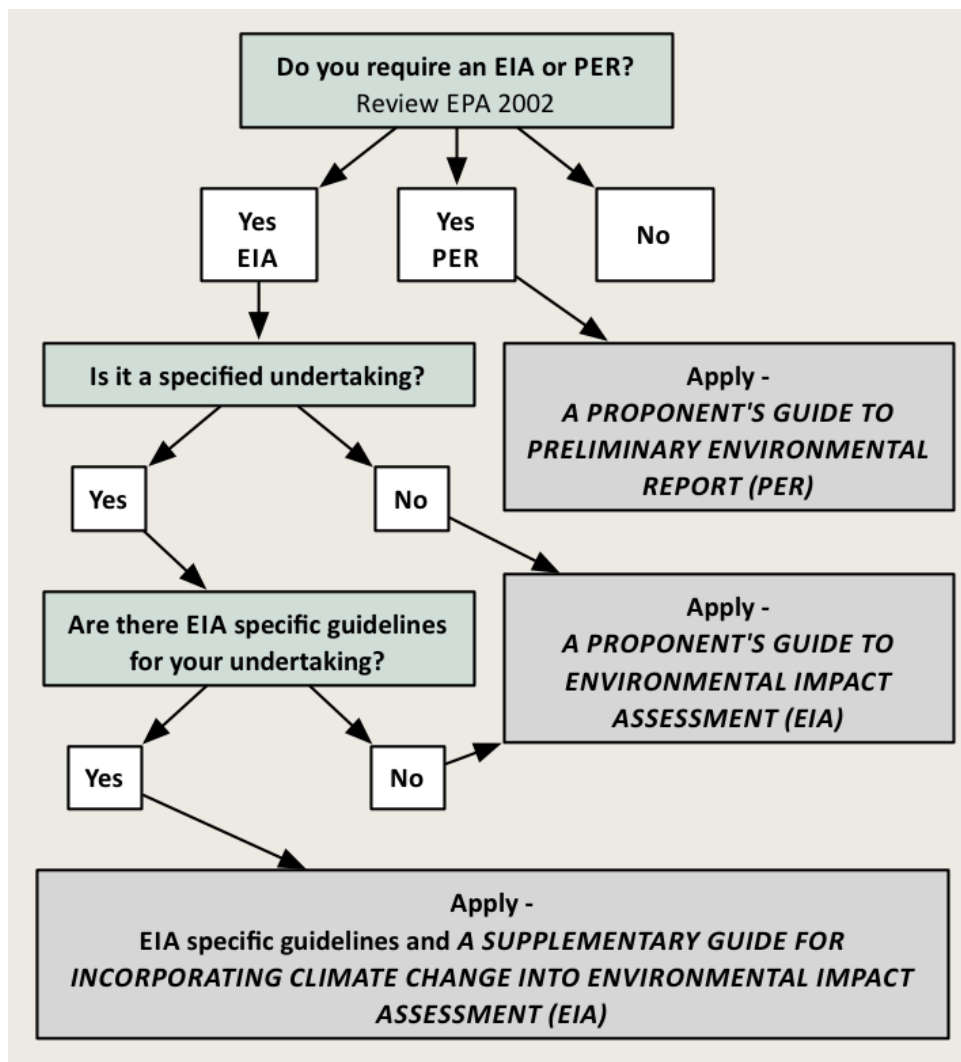 Do you require an EIA or PER?
Review EPA 2002
Yes
EIA
Yes
PER
No
Is it a specified undertaking?
Apply -
A PROPONENT'S GUIDE TO
PRELIMINARY ENVIRONMENTAL
REPORT (PER)
Yes
No
Apply -
A PROPONENT'S GUIDE TO
ENVIRONMENTAL IMPACT
ASSESSMENT (EIA)
Are there EIA specific guidelines
for your undertaking?
Yes
No
Apply -
EIA specific guidelines and A SUPPLEMENTARY GUIDE FOR
INCORPORATING CLIMATE CHANGE INTO ENVIRONMENTAL IMPACT
ASSESSMENT (EIA)